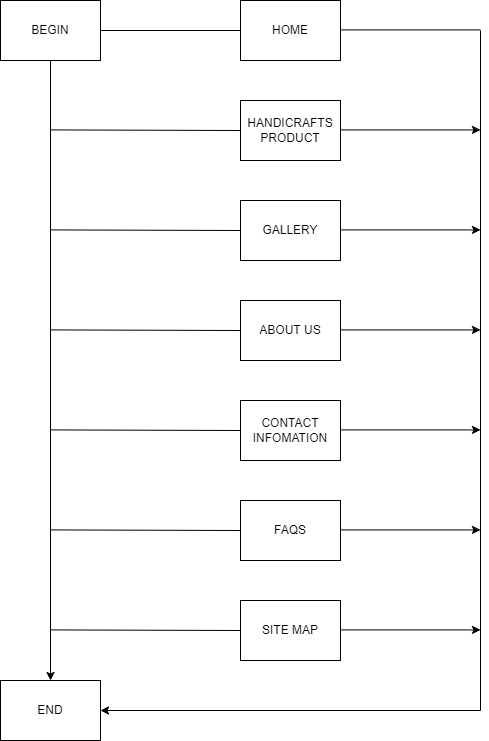 BEGIN
HOME
HANDICRAFTS
PRODUCT
GALLERY
ABOUT US
CONTACT
INFOMATION
FAQS
SITE MAP
END